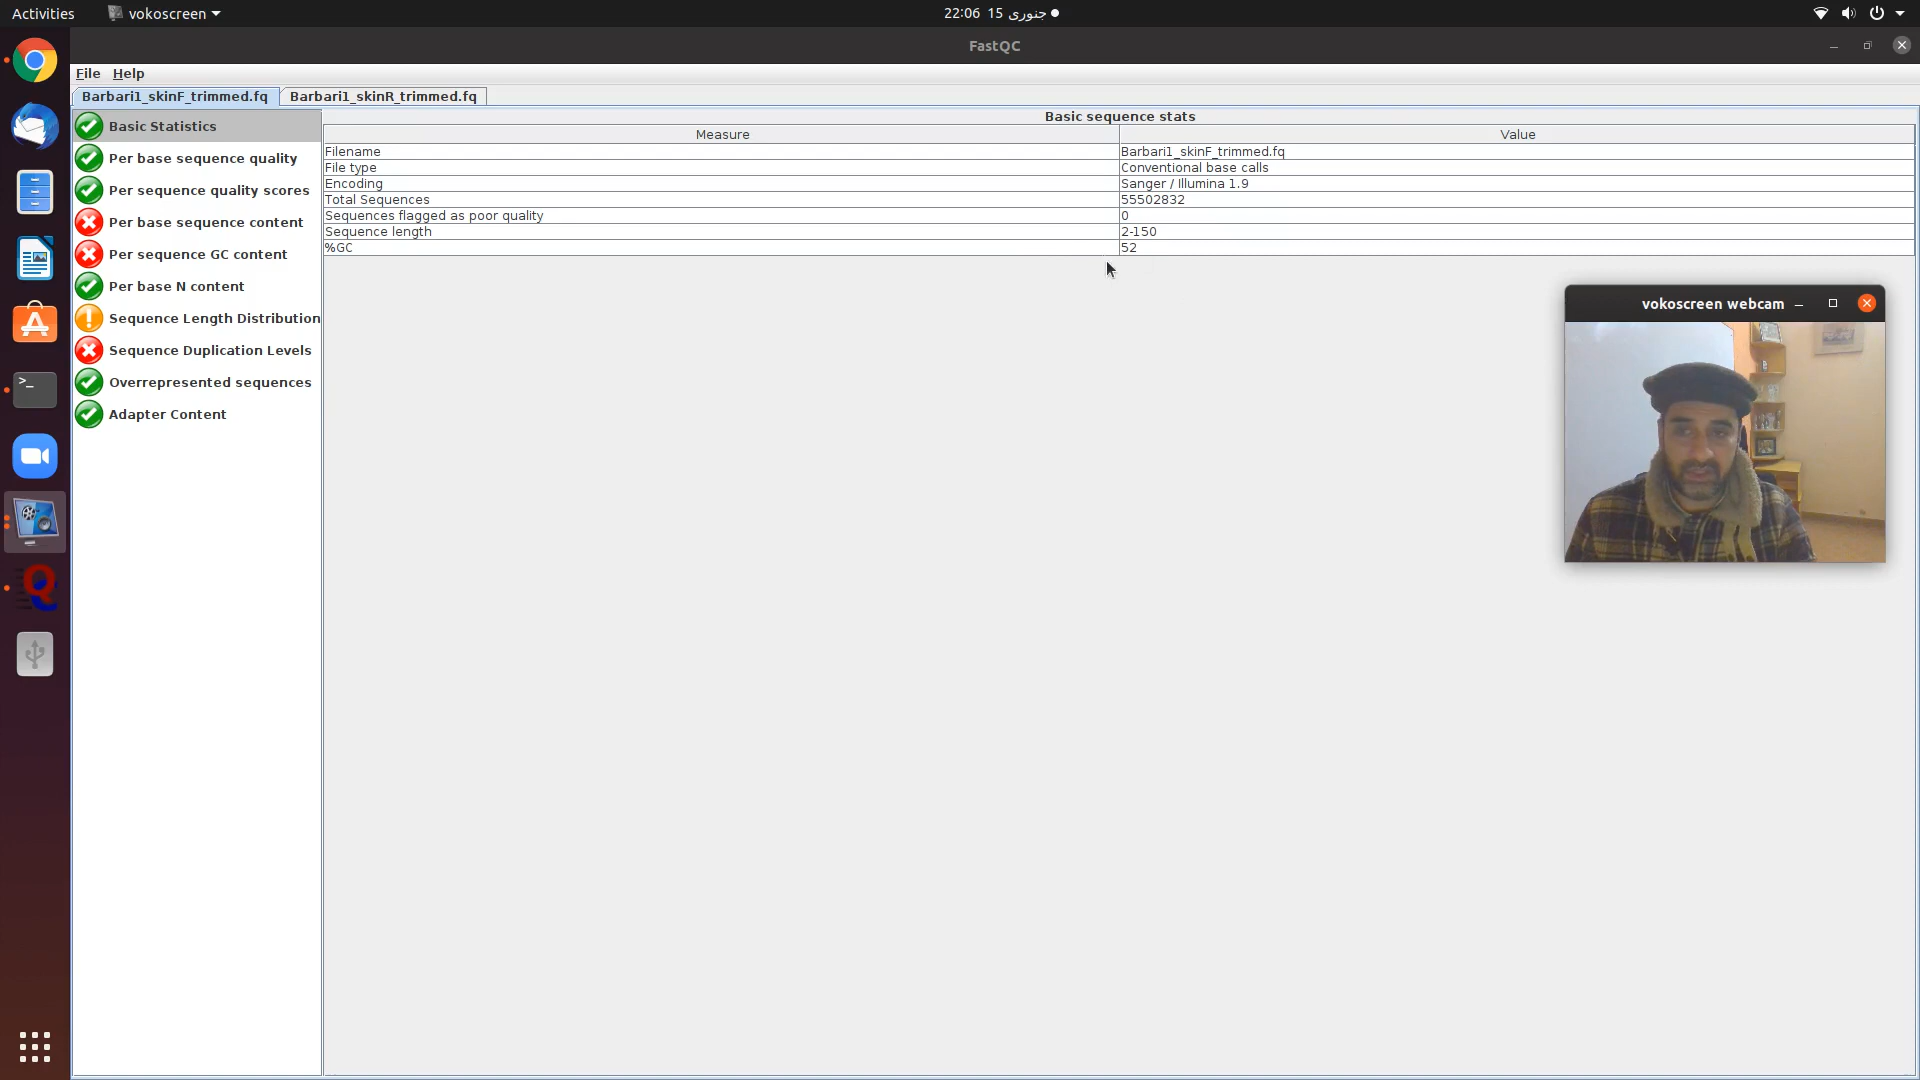 Activities
vokoscreen
22:06 15 جنوری
FastQC
File Help
Barbari1_skinF_trimmed.fq
Barbari1_skinR_trimmed.fq
Basic Statistics
Per base sequence quality
Per sequence quality scores
Per base sequence content
Per sequence GC content
Per base N content
Sequence Length Distribution
Sequence Duplication Levels
Overrepresented sequences
Adapter Content
Basic sequence stats
Measure Value
Filename Barbari1_skinF_trimmed.fq
File type Conventional base calls
Encoding Sanger / Illumina 1.9
Total Sequences 55502832
Sequences flagged as poor quality 0
Sequence length 2-150
%GC 52
vokoscreen webcam